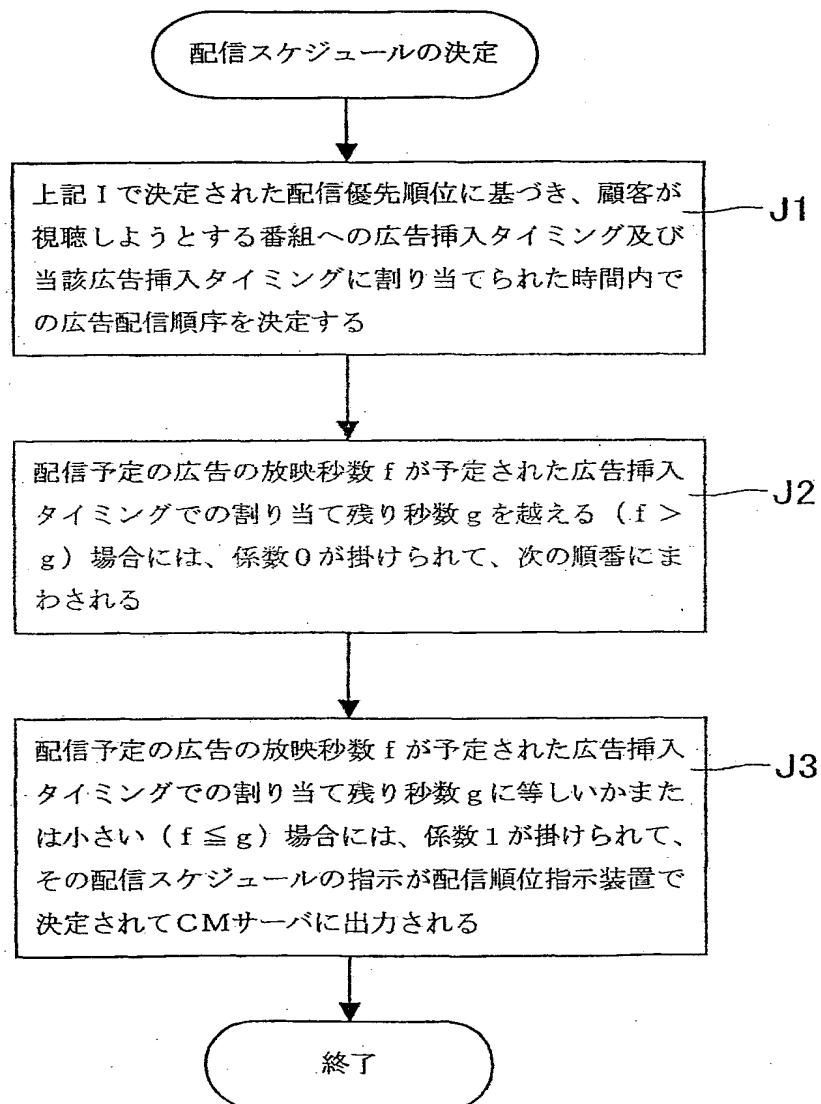 配信スケジュールの決定
上記Iで決定された配信優先順位に基づき、顧客が
視聴しようとする番組への広告挿入タイミング及び
当該広告挿入タイミングに割り当てられた時間内で
の広告配信順序を決定する
J1
配信予定の広告の放映秒数fが予定された広告挿入
タイミングでの割り当て残り秒数gを越える（f＞
g）場合には、係数0が掛けられて、次の順番にま
わされる
J2
配信予定の広告の放映秒数fが予定された広告挿入
タイミングでの割り当て残り秒数gに等しいかまた
は小さい（f≦g）場合には、係数1が掛けられて、
その配信スケジュールの指示が配信順位指示装置で
決定されてCMサーバに出力される
J3
終了